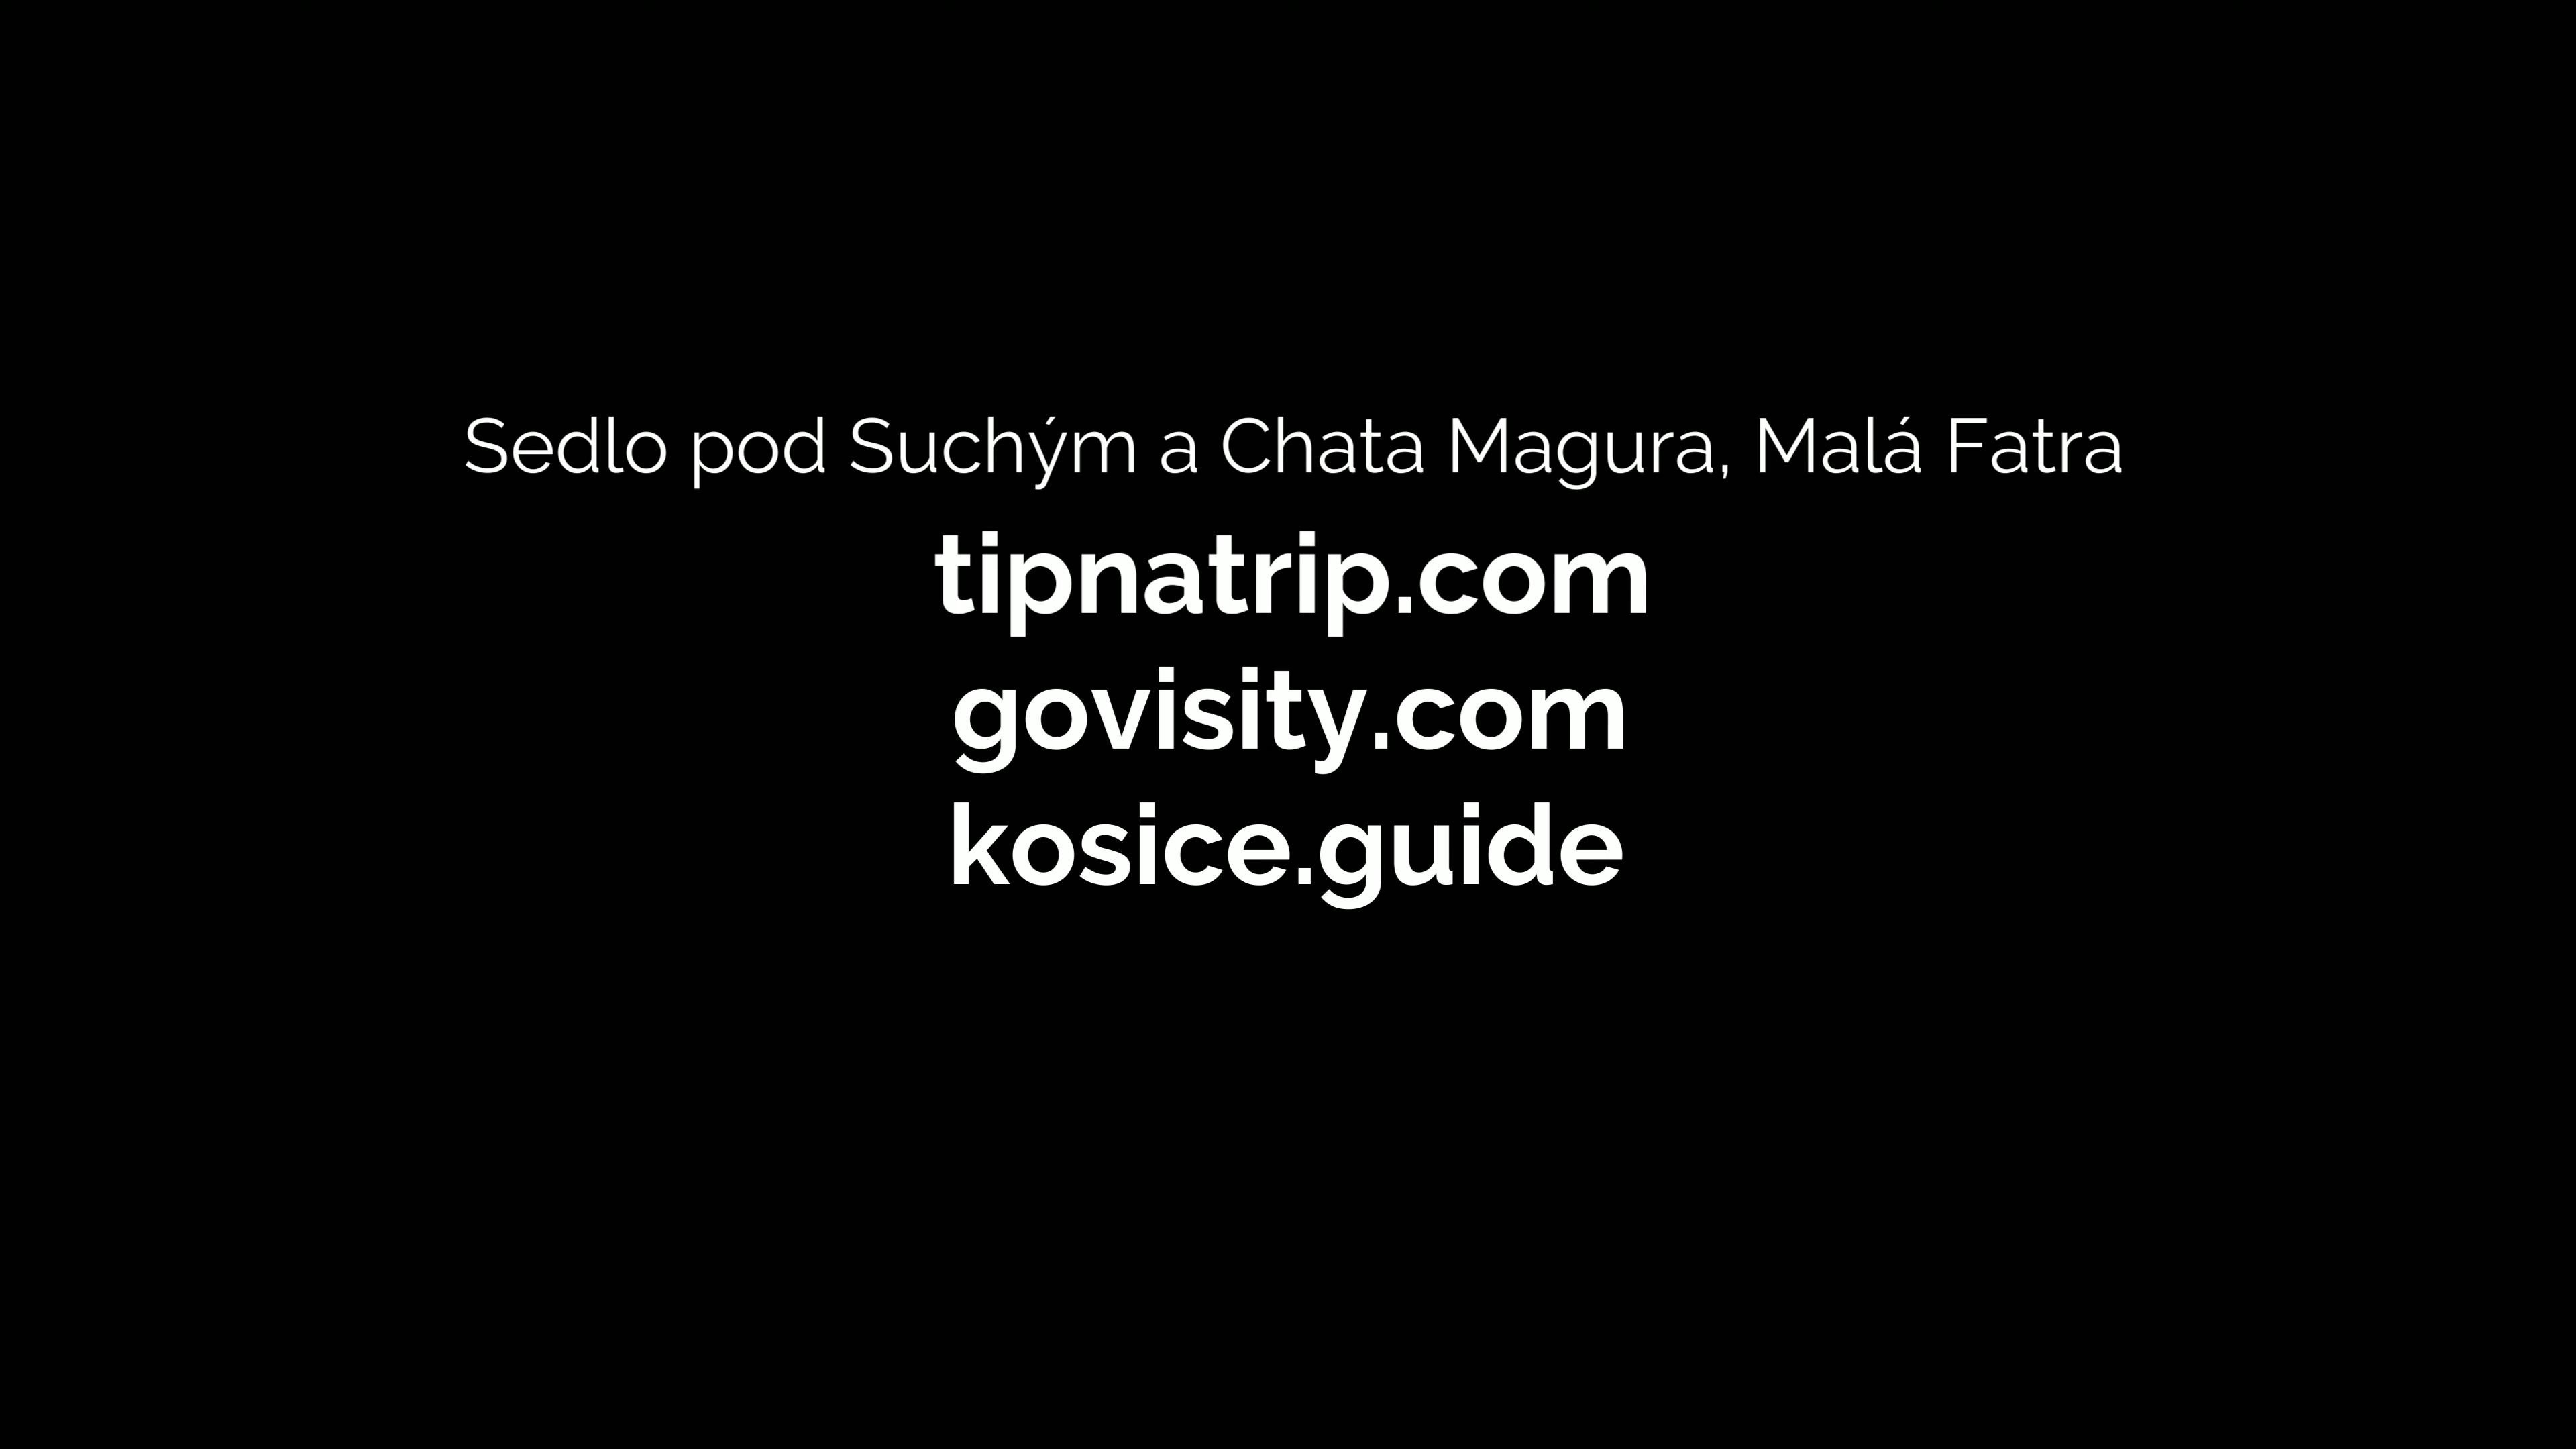 Sedlo pod Suchým a Chata Magura, Malá Fatra
tipnatrip.com
govisity.com
kosice.guide